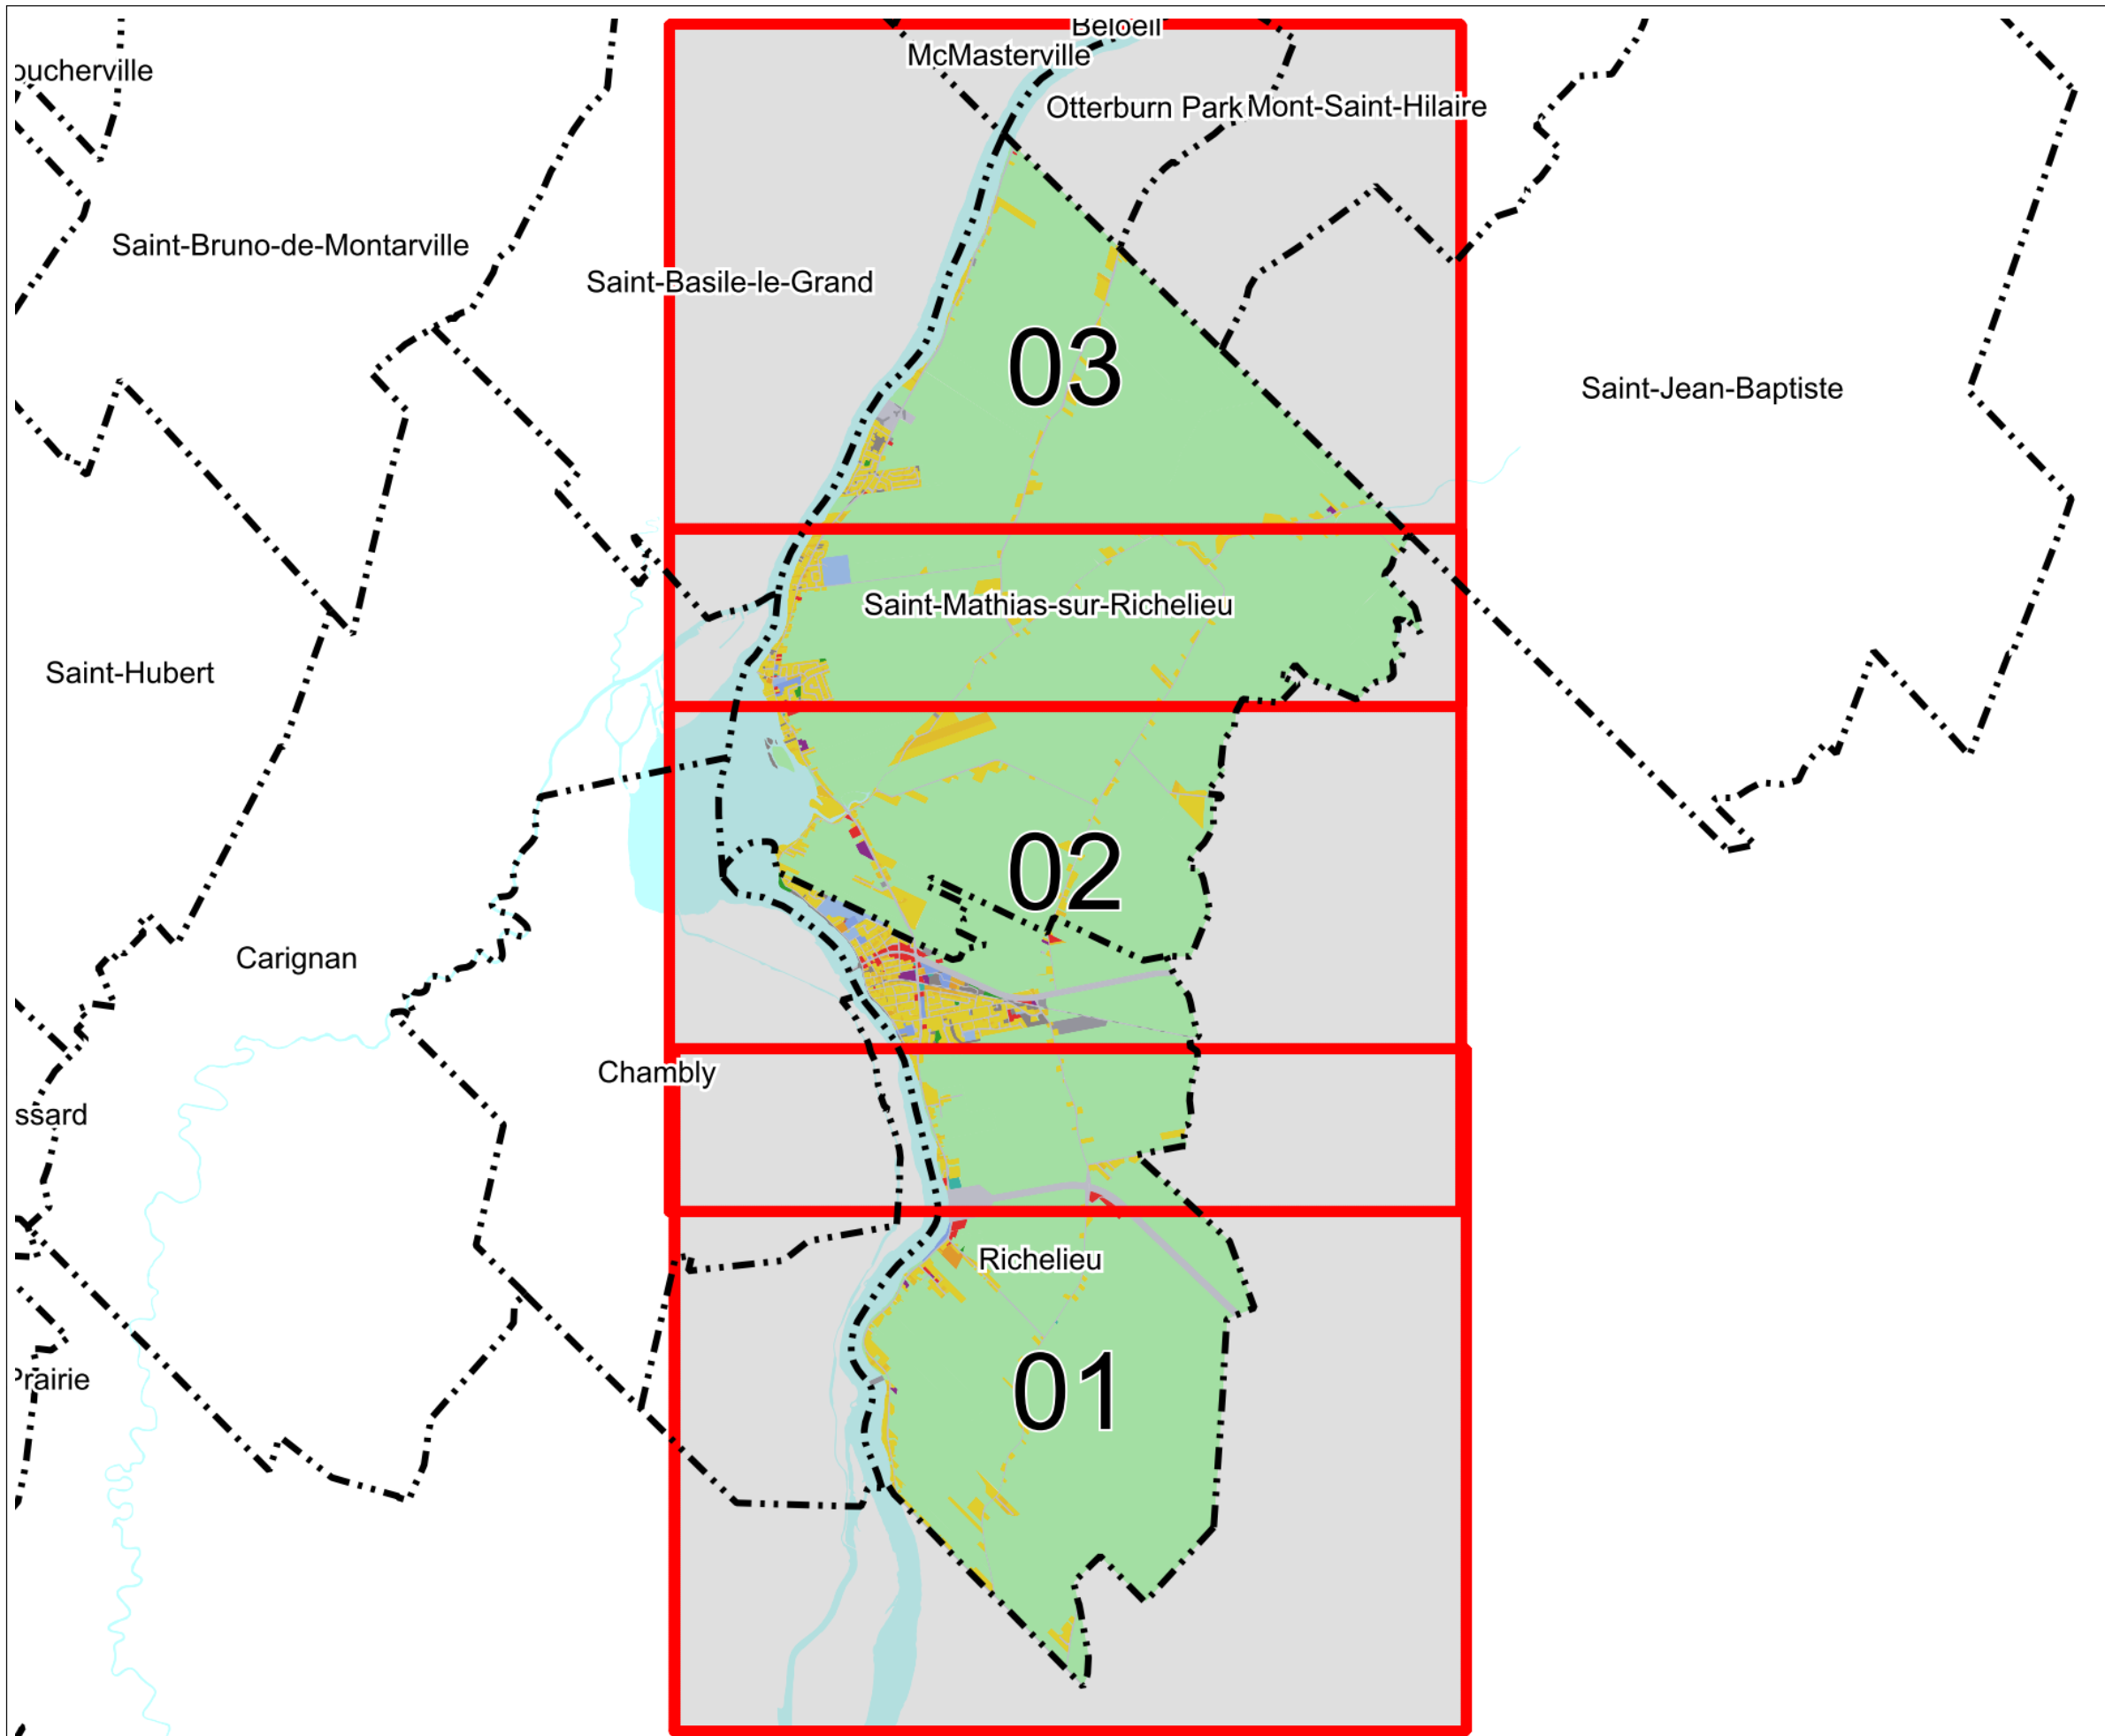 Beloeil
McMasterville
oucherville
Otterburn Park
Mont-Saint-Hilaire
Saint-Bruno-de-Montarville
Saint-Basile-le-Grand
03
Saint-Jean-Baptiste
Saint-Mathias-sur-Richelieu
Saint-Hubert
02
Carignan
Chambly
ssard
Richelieu
Prairie
01